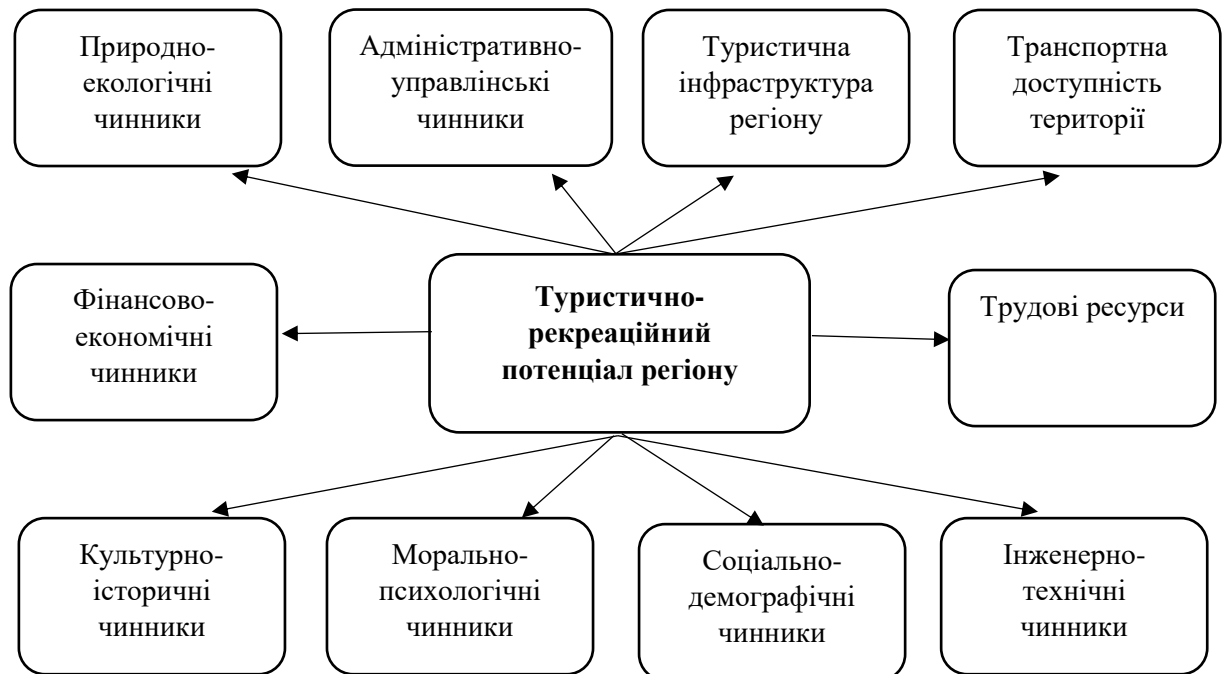 Природно-
екологічні
чинники
Адміністративно-
управлінські
чинники
Туристична
інфраструктура
регіону
Транспортна
доступність
території
Фінансово-
економічні
чинники
Туристично-
рекреаційний
потенціал регіону
Трудові ресурси
Культурно-
історичні
чинники
Морально-
психологічні
чинники
Соціально-
демографічні
чинники
Інженерно-
технічні
чинники